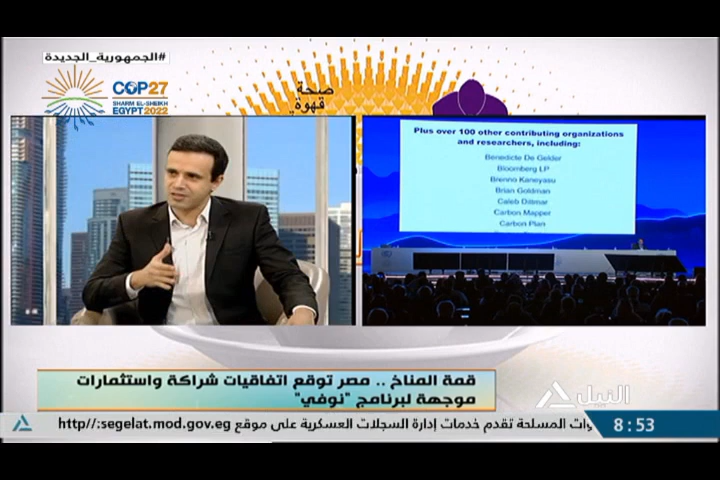 #الجمهورية_الجديدة
COP27
SHARM EL-SHEIKH
EGYPT 2022
صحة
قهوة
Plus over 100 other contributing organizations
and researchers, including:
Benedicte De Gelder
Bloomberg LP
Brenno Kaneyasu
Brian Goldman
Caleb Ditmar
Carbon Mapper
Carbon Plan
قمة المناخ .. مصر توقع اتفاقيات شراكة واستثمارات
موجهة لبرنامج "نوفي"
النيل
وات المسلحة تقدم خدمات إدارة السجلات العسكرية على موقع http//:segelat.mod.gov.eg
8:53